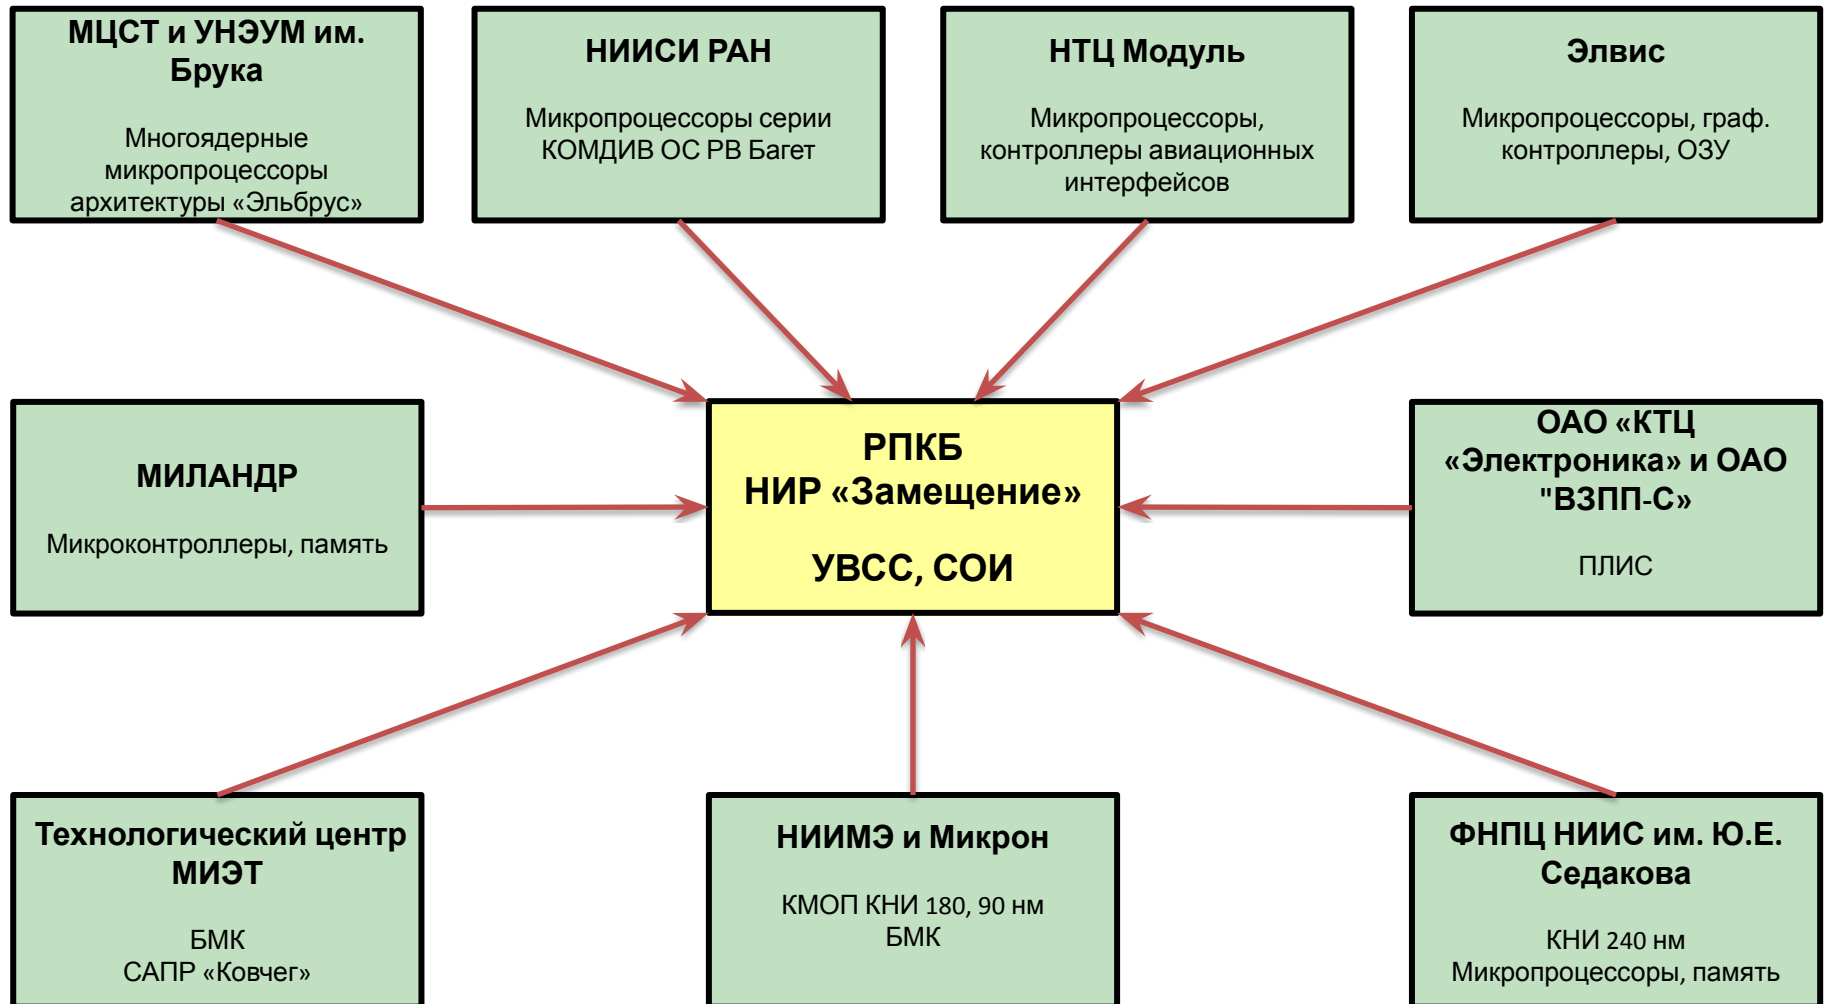 МЦСТ и УНЭУМ им.
Брука
Многоядерные
микропроцессоры
архитектуры «Эльбрус»
НИИСИ РАН
Микропроцессоры серии
КОМДИВ ОС РВ Багет
НТЦ Модуль
Микропроцессоры,
контроллеры авиационных
интерфейсов
Элвис
Микропроцессоры, граф.
контроллеры, ОЗУ
МИЛАНДР
Микроконтроллеры, память
РПКБ
НИР «Замещение»
УВСС, СОИ
ОАО «КТЦ
«Электроника» и ОАО
"ВЗПП-С»
ПЛИС
Технологический центр
МИЭТ
БМК
САПР «Ковчег»
НИИМЭ и Микрон
КМОП КНИ 180, 90 нм
БМК
ФНПЦ НИИС им. Ю.Е.
Седакова
КНИ 240 нм
Микропроцессоры, память